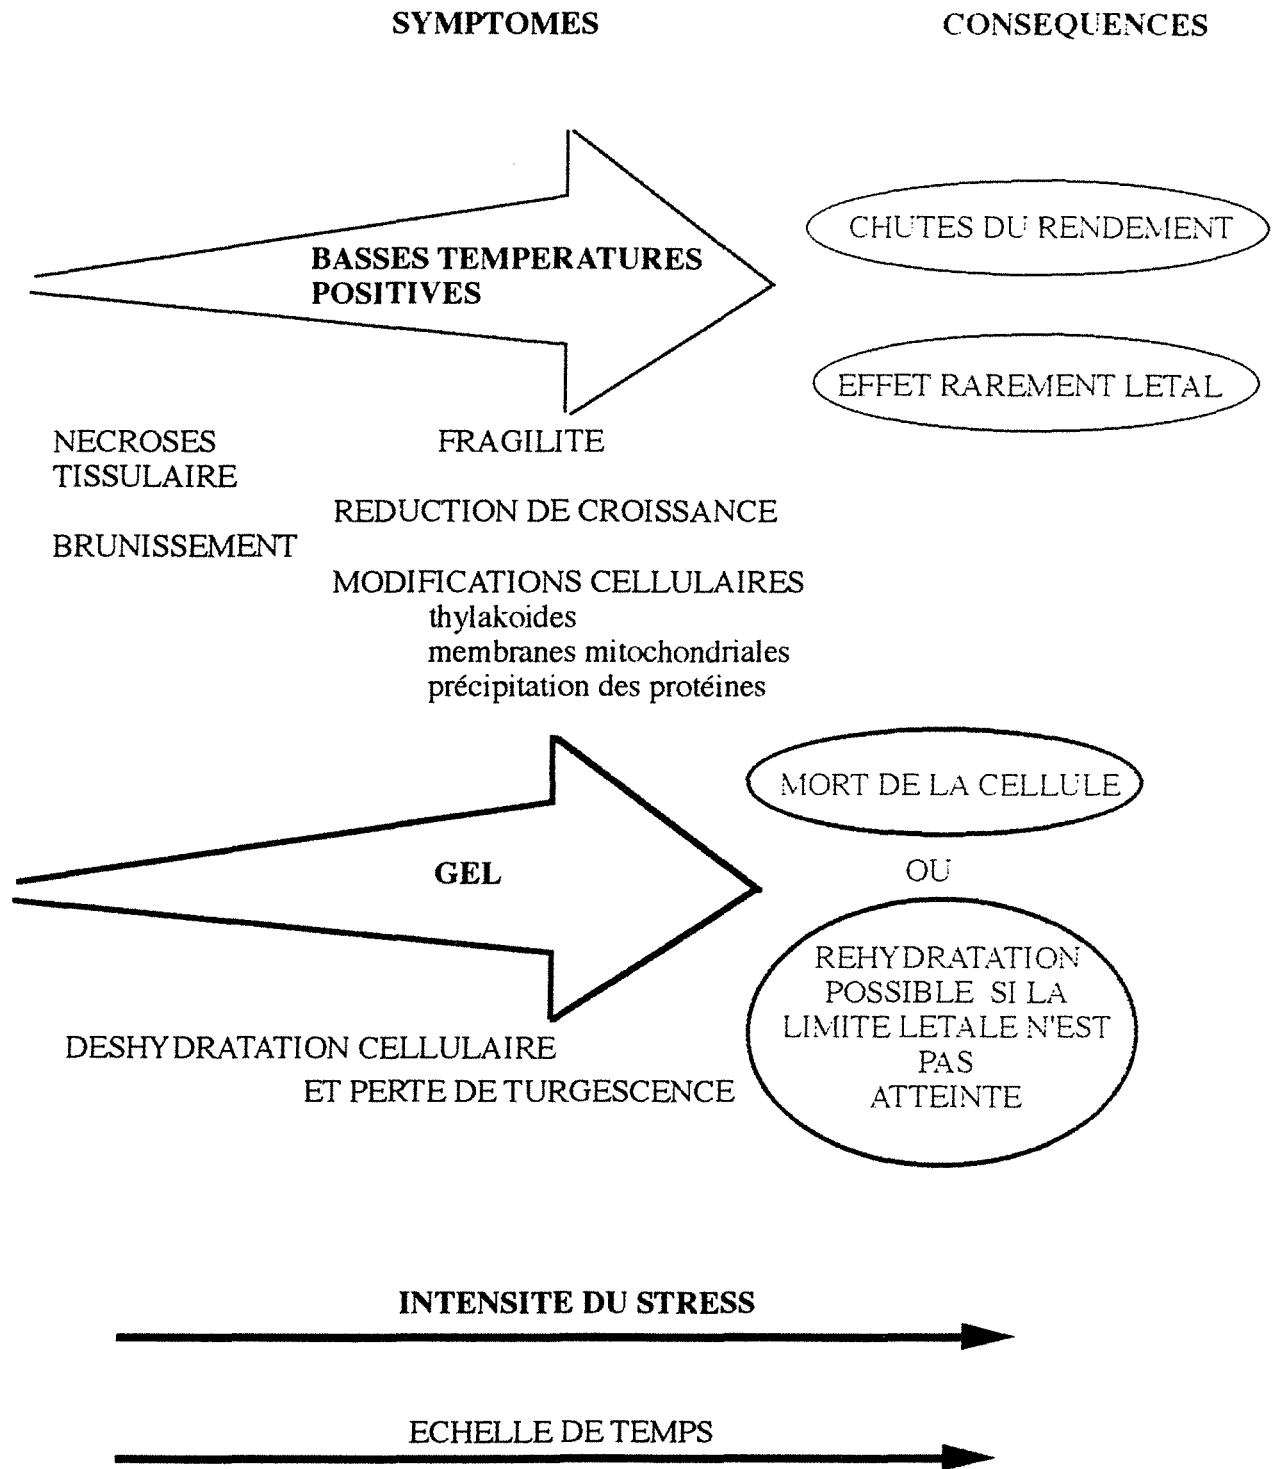 SYMPTOMES
CONSEQUENCES
BASSES TEMPERATURES
POSITIVES
CHUTES DU RENDEMENT
EFFET RAREMENT LETAL
NECROSES
TISSULAIRE
BRUNISSEMENT
FRAGILITE
REDUCTION DE CROISSANCE
MODIFICATIONS CELLULAIRES
thylakoides
membranes mitochondriales
précipitation des protéines
GEL
MORT DE LA CELLULE
OU
REHYDRATATION
POSSIBLE SI LA
LIMITE LETALE N'EST
PAS
ATTEINTE
DESHYDRATATION CELLULAIRE
ET PERTE DE TURGESCENCE
INTENSITE DU STRESS
ECHELLE DE TEMPS